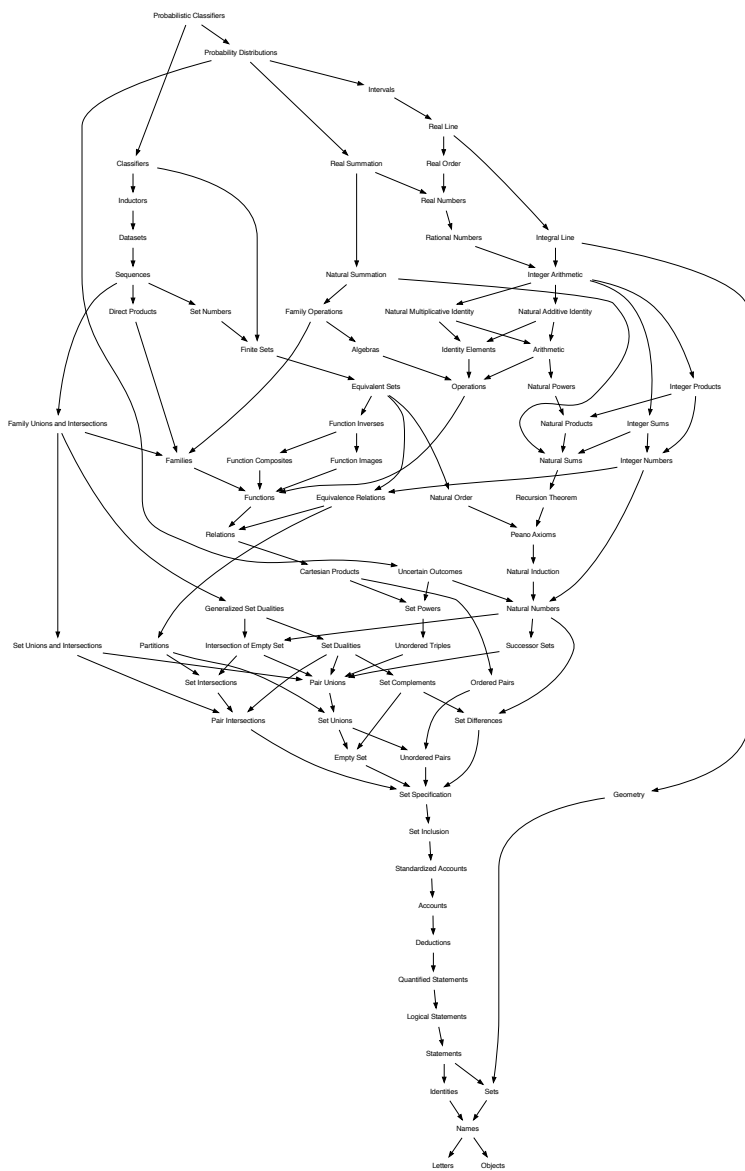 Probabilistic Classifiers
Probability Distributions
Intervals
Real Line
Classifiers
Real Summation
Real Order
Inductors
Real Numbers
Datasets
Rational Numbers
Integral Line
Sequences
Natural Summation
Integer Arithmetic
Direct Products
Set Numbers
Family Operations
Natural Multiplicative Identity
Natural Additive Identity
Finite Sets
Algebras
Identity Elements
Arithmetic
Equivalent Sets
Operations
Natural Powers
Integer Products
Family Unions and Intersections
Function Inverses
Natural Products
Integer Sums
Families
Function Composites
Function Images
Natural Sums
Integer Numbers
Functions
Equivalence Relations
Natural Order
Recursion Theorem
Relations
Peano Axioms
Cartesian Products
Uncertain Outcomes
Natural Induction
Generalized Set Dualities
Set Powers
Natural Numbers
Set Unions and Intersections
Partitions
Intersection of Empty Set
Set Dualities
Unordered Triples
Successor Sets
Set Intersections
Pair Unions
Set Complements
Ordered Pairs
Pair Intersections
Set Unions
Set Differences
Empty Set
Unordered Pairs
Set Specification
Geometry
Set Inclusion
Standardized Accounts
Accounts
Deductions
Quantified Statements
Logical Statements
Statements
Identities
Sets
Names
Letters
Objects